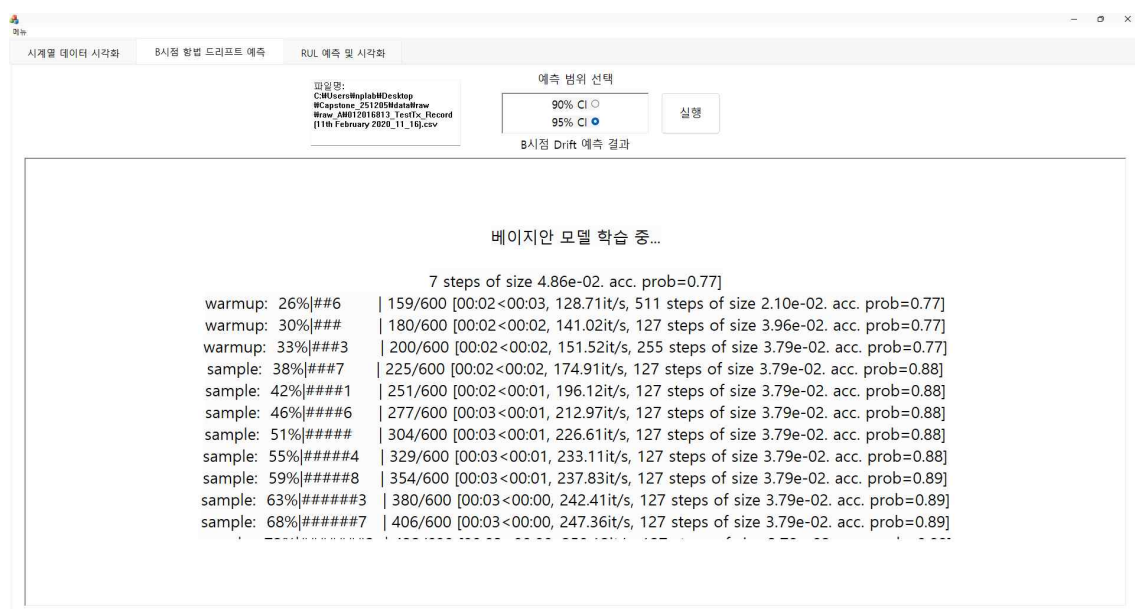 메뉴
시계열 데이터 시각화 B시점 항법 드리프트 예측 RUL 예측 및 시각화
파일명:
C:₩Users₩nplab₩Desktop
₩Capstone_251205₩data₩raw
₩raw_A₩012016813_TestTx_Record
(11th February 2020_11_16).csv
예측 범위 선택
90% CI
95% CI
실행
B시점 Drift 예측 결과
베이지안 모델 학습 중...
7 steps of size 4.86e-02. acc. prob=0.77]
warmup: 26%|##6 | 159/600 [00:02<00:03, 128.71it/s, 511 steps of size 2.10e-02. acc. prob=0.77]
warmup: 30%|### | 180/600 [00:02<00:02, 141.02it/s, 127 steps of size 3.96e-02. acc. prob=0.77]
warmup: 33%|###3 | 200/600 [00:02<00:02, 151.52it/s, 255 steps of size 3.79e-02. acc. prob=0.77]
sample: 38%|###7 | 225/600 [00:02<00:02, 174.91it/s, 127 steps of size 3.79e-02. acc. prob=0.88]
sample: 42%|####1 | 251/600 [00:02<00:01, 196.12it/s, 127 steps of size 3.79e-02. acc. prob=0.88]
sample: 46%|####6 | 277/600 [00:03<00:01, 212.97it/s, 127 steps of size 3.79e-02. acc. prob=0.88]
sample: 51%|##### | 304/600 [00:03<00:01, 226.61it/s, 127 steps of size 3.79e-02. acc. prob=0.88]
sample: 55%|#####4 | 329/600 [00:03<00:01, 233.11it/s, 127 steps of size 3.79e-02. acc. prob=0.88]
sample: 59%|#####8 | 354/600 [00:03<00:01, 237.83it/s, 127 steps of size 3.79e-02. acc. prob=0.89]
sample: 63%|######3 | 380/600 [00:03<00:00, 242.41it/s, 127 steps of size 3.79e-02. acc. prob=0.89]
sample: 68%|######7 | 406/600 [00:03<00:00, 247.36it/s, 127 steps of size 3.79e-02. acc. prob=0.89]